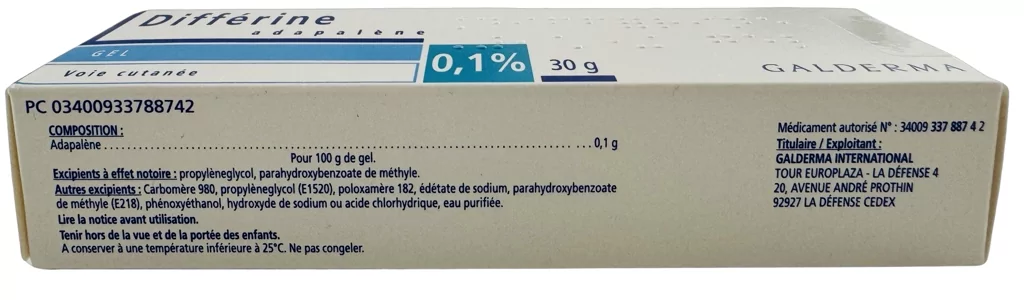 Différine
adapalène
GEL
0,1% 30 g
Voie cutanée
GALDERMA
PC 03400933788742
COMPOSITION :
Adapalène ........................................ 0,1 g
Pour 100 g de gel.
Excipients à effet notoire : propylèneglycol, parahydroxybenzoate de méthyle.
Autres excipients : Carbomère 980, propylèneglycol (E1520), poloxamère 182, édétate de sodium, parahydroxybenzoate
de méthyle (E218), phénoxyéthanol, hydroxyde de sodium ou acide chlorhydrique, eau purifiée.
Lire la notice avant utilisation.
Tenir hors de la vue et de la portée des enfants.
A conserver à une température inférieure à 25°C. Ne pas congeler.
Médicament autorisé N° : 34009 337 887 4 2
Titulaire / Exploitant :
GALDERMA INTERNATIONAL
TOUR EUROPLAZA - LA DÉFENSE 4
20, AVENUE ANDRÉ PROTHIN
92927 LA DÉFENSE CEDEX